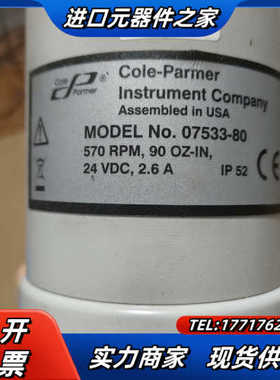 进口元器件之家
Cole
Parmer
®
Cole-Parmer
Instrument Company
Assembled in USA
MODEL No. 07533-80
570 RPM, 90 OZ-IN,
24 VDC, 2.6 A
IP 52
开
票
TEL: 1771762
实力商家 现货供